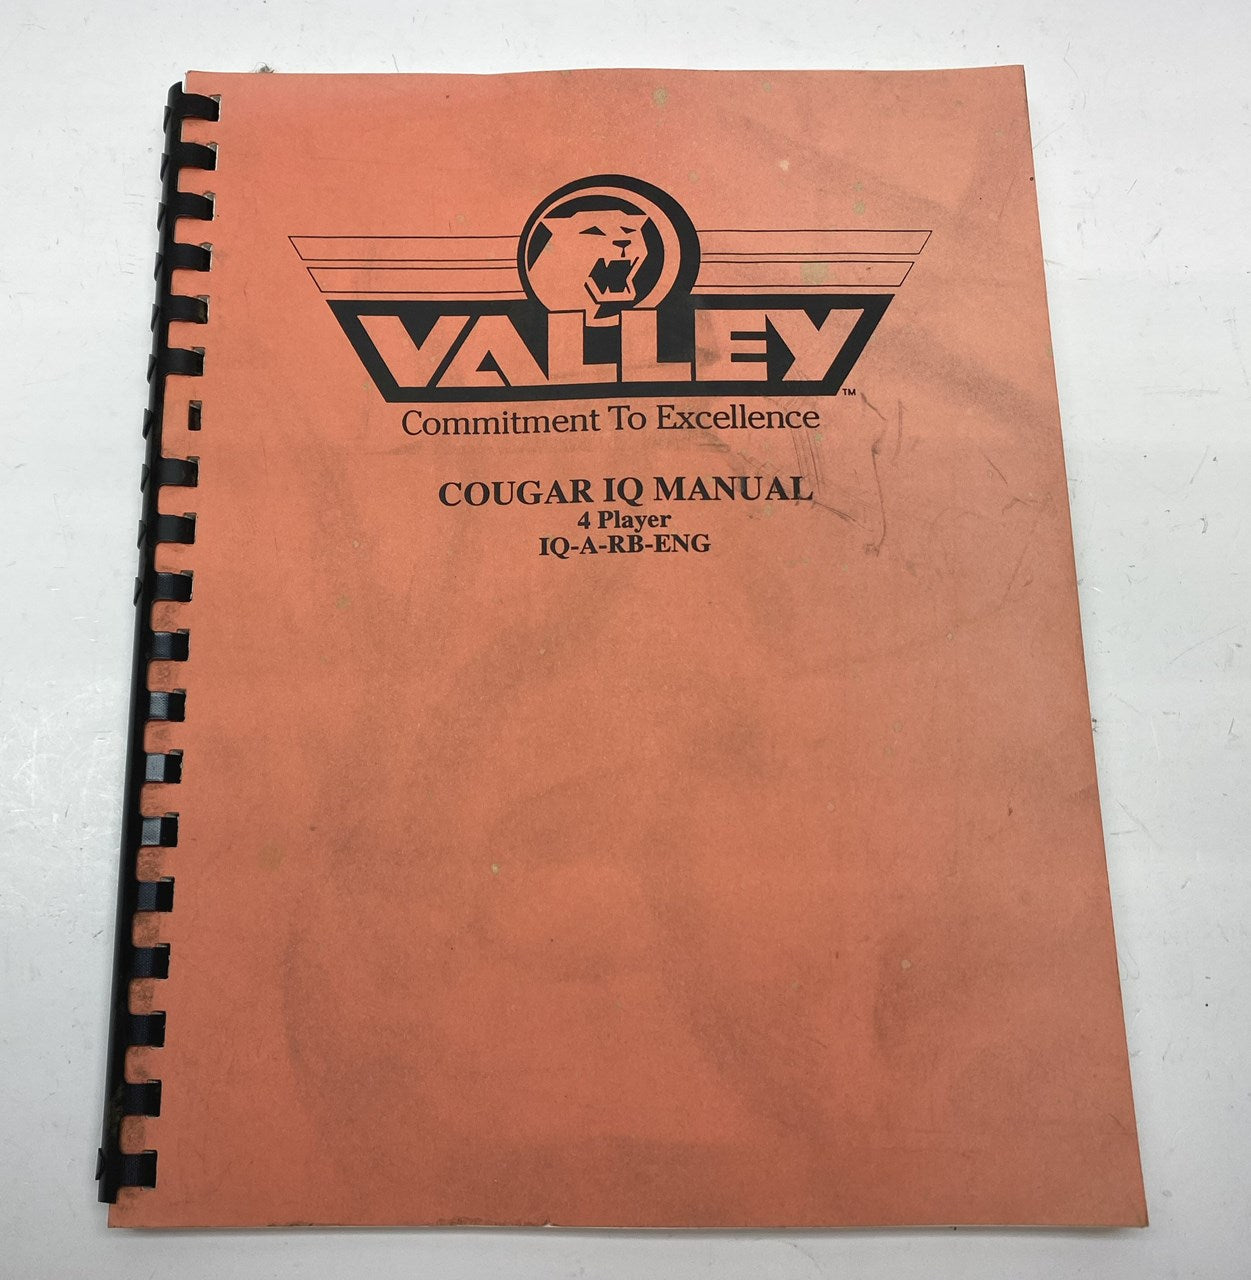 VALLEY
TM
Commitment To Excellence
COUGAR IQ MANUAL
4 Player
IQ-A-RB-ENG